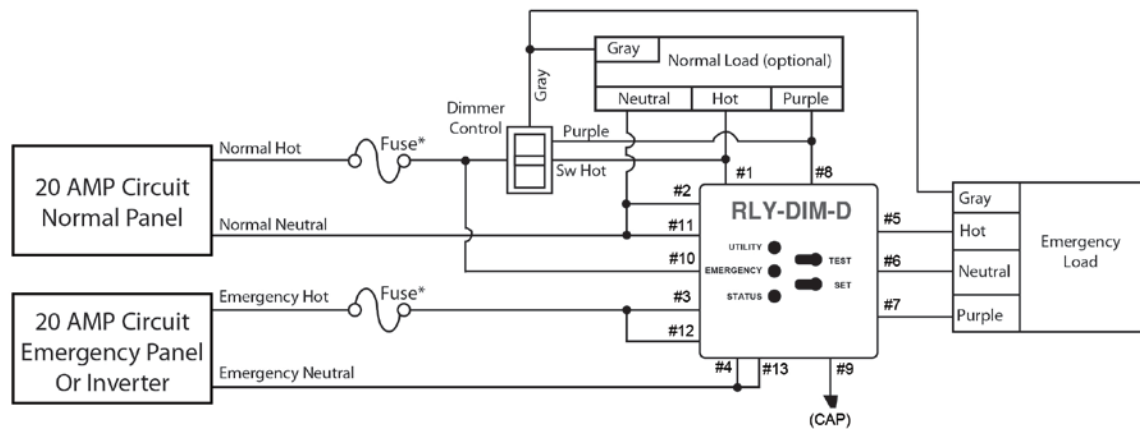 Gray
Normal Load (optional)
Neutral
Hot
Purple
Gray
Dimmer
Control
Purple
Sw Hot
Normal Hot
Fuse*
20 AMP Circuit
Normal Panel
Normal Neutral
#1
#8
#2
#11
#10
#3
#12
#4
#13
#9
(CAP)
RLY-DIM-D
UTILITY
EMERGENCY
STATUS
TEST
SET
#5
#6
#7
Gray
Hot
Neutral
Purple
Emergency
Load
Emergency Hot
Fuse*
20 AMP Circuit
Emergency Panel
Or Inverter
Emergency Neutral